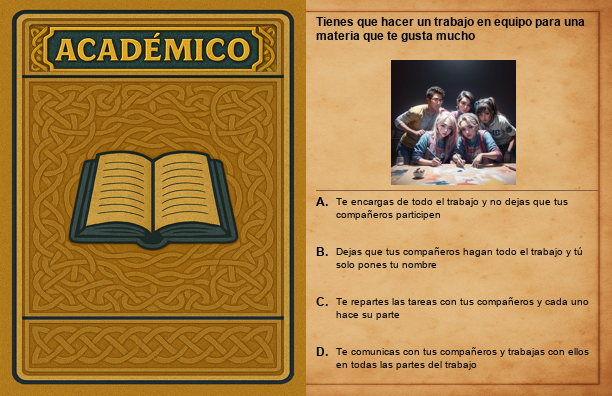 ACADÉMICO
Tienes que hacer un trabajo en equipo para una
materia que te gusta mucho
A. Te encargas de todo el trabajo y no dejas que tus
compañeros participen
B. Dejas que tus compañeros hagan todo el trabajo y tú
solo pones tu nombre
C. Te repartes las tareas con tus compañeros y cada uno
hace su parte
D. Te comunicas con tus compañeros y trabajas con ellos
en todas las partes del trabajo